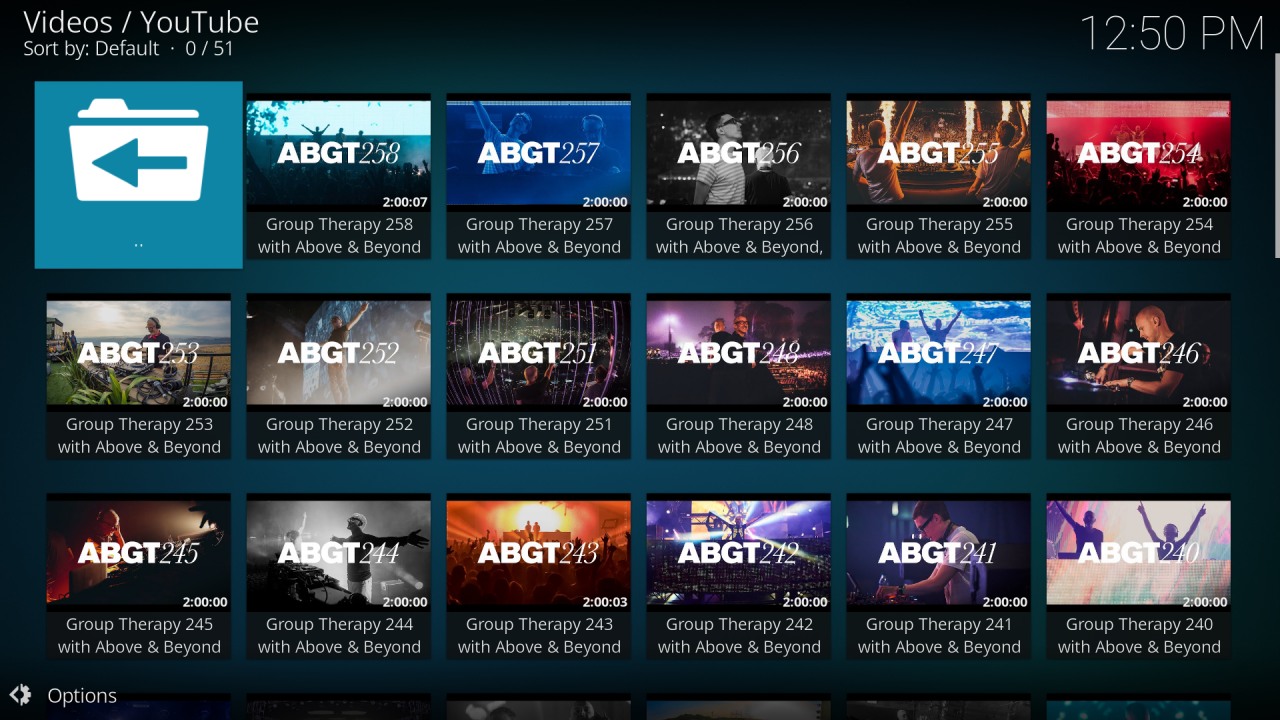 Videos / YouTube
Sort by: Default · 0 / 51
12:50 PM
..
ABGT258
2:00:07
Group Therapy 258
with Above & Beyond
ABGT257
2:00:00
Group Therapy 257
with Above & Beyond
ABGT256
2:00:00
Group Therapy 256
with Above & Beyond,
ABGT255
2:00:00
Group Therapy 255
with Above & Beyond
ABGT254
2:00:00
Group Therapy 254
with Above & Beyond
ABGT253
2:00:00
Group Therapy 253
with Above & Beyond
ABGT252
2:00:00
Group Therapy 252
with Above & Beyond
ABGT251
2:00:00
Group Therapy 251
with Above & Beyond
ABGT248
2:00:00
Group Therapy 248
with Above & Beyond
ABGT247
2:00:00
Group Therapy 247
with Above & Beyond
ABGT246
2:00:00
Group Therapy 246
with Above & Beyond
ABGT245
2:00:00
Group Therapy 245
with Above & Beyond
ABGT244
2:00:00
Group Therapy 244
with Above & Beyond
ABGT243
2:00:03
Group Therapy 243
with Above & Beyond
ABGT242
2:00:00
Group Therapy 242
with Above & Beyond
ABGT241
2:00:00
Group Therapy 241
with Above & Beyond
ABGT240
2:00:00
Group Therapy 240
with Above & Beyond
Options